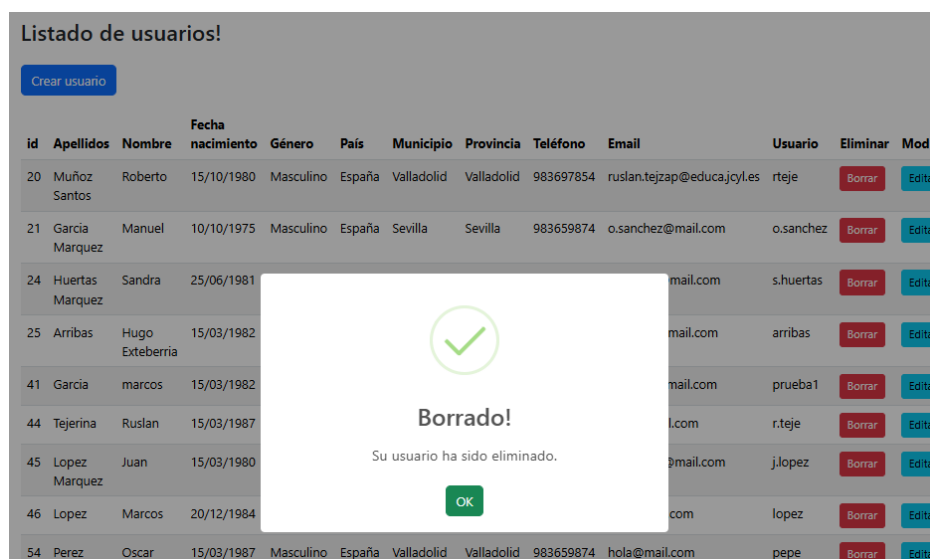 Listado de usuarios!
Crear usuario
Fecha
id Apellidos Nombre nacimiento Género País Municipio Provincia Teléfono Email Usuario Eliminar Mod
20 Muñoz Roberto 15/10/1980 Masculino España Valladolid Valladolid 983697854 ruslan.tejzap@educa.jcyl.es rteje Borrar Edita
Santos
21 Garcia Manuel 10/10/1975 Masculino España Sevilla Sevilla 983659874 o.sanchez@mail.com o.sanchez Borrar Edita
Marquez
24 Huertas Sandra 25/06/1981 mail.com s.huertas Borrar Edita
Marquez
25 Arribas Hugo 15/03/1982 mail.com arribas Borrar Edita
Exteberria
41 Garcia marcos 15/03/1982 mail.com prueba1 Borrar Edita
44 Tejerina Ruslan 15/03/1987 l.com r.teje Borrar Edita
45 Lopez Juan 15/03/1980 @mail.com j.lopez Borrar Edita
Marquez
46 Lopez Marcos 20/12/1984 .com lopez Borrar Edita
54 Perez Oscar 15/03/1987 Masculino España Valladolid Valladolid 983659874 hola@mail.com pepe Borrar Edita
Borrado!
Su usuario ha sido eliminado.
OK